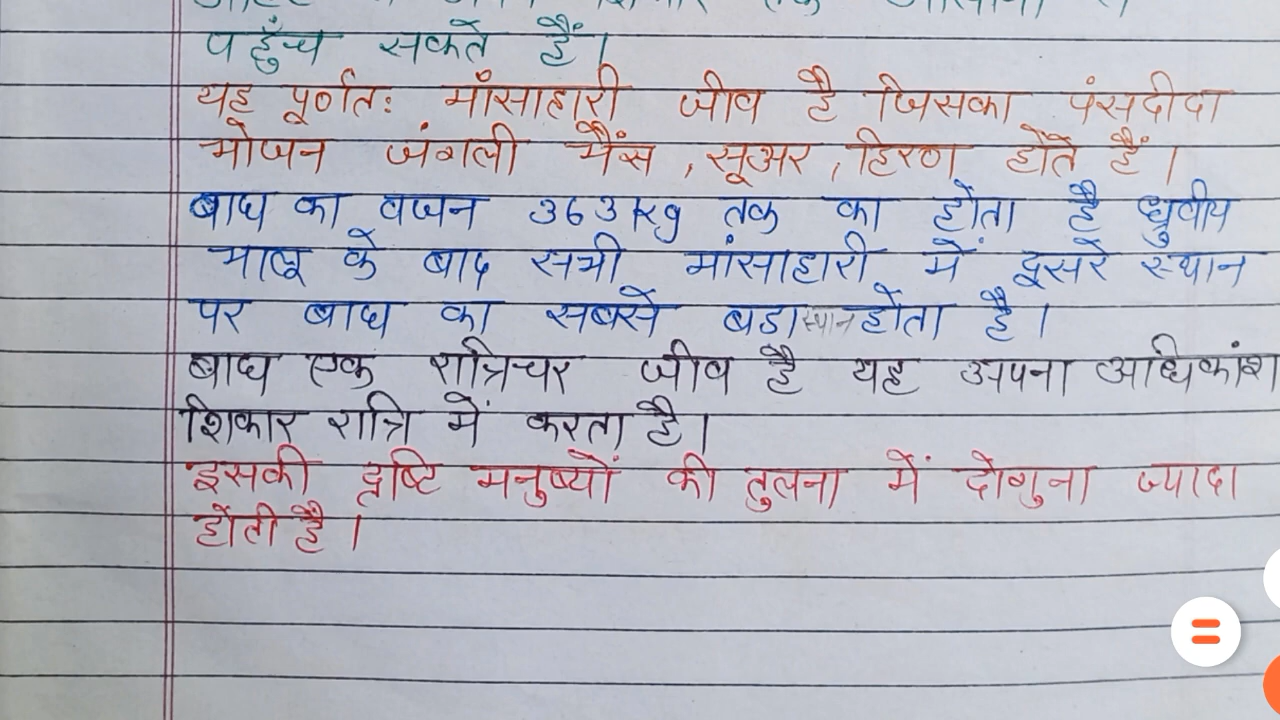 पहुँच सकते हैं।
यह पूर्णतः माँसाहारी जीव है जिसका पंसदीदा
भोजन जंगली भैंस , सूअर , हिरण होते हैं ।
बाघ का वजन 363 kg तक का होता है ध्रुवीय
भालू के बाद सभी मांसाहारी में दूसरे स्थान
पर बाघ का सबसे बडा स्थान होता है ।
बाघ एक रात्रिचर जीव है यह अपना अधिकांश
शिकार रात्रि में करता है।
इसकी दृष्टि मनुष्यों की तुलना में दोगुना ज्यादा
होती है ।